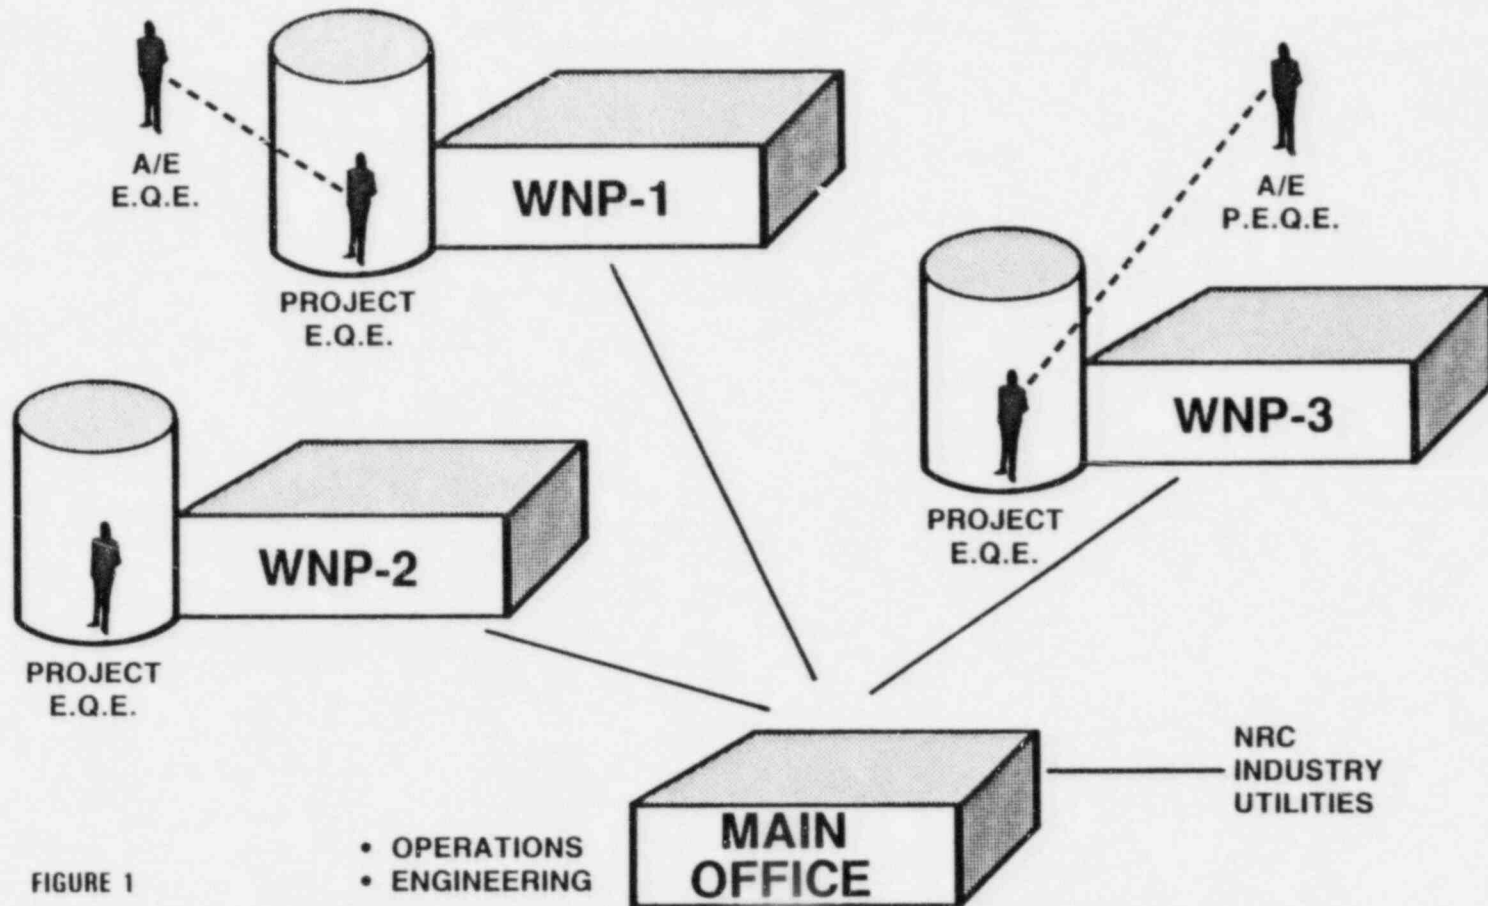 A/E
E.Q.E.
WNP-1
PROJECT
E.Q.E.
A/E
P.E.Q.E.
WNP-3
PROJECT
E.Q.E.
WNP-2
PROJECT
E.Q.E.
NRC
INDUSTRY
UTILITIES
MAIN
OFFICE
• OPERATIONS
• ENGINEERING
FIGURE 1